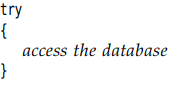 try
{
access the database
}